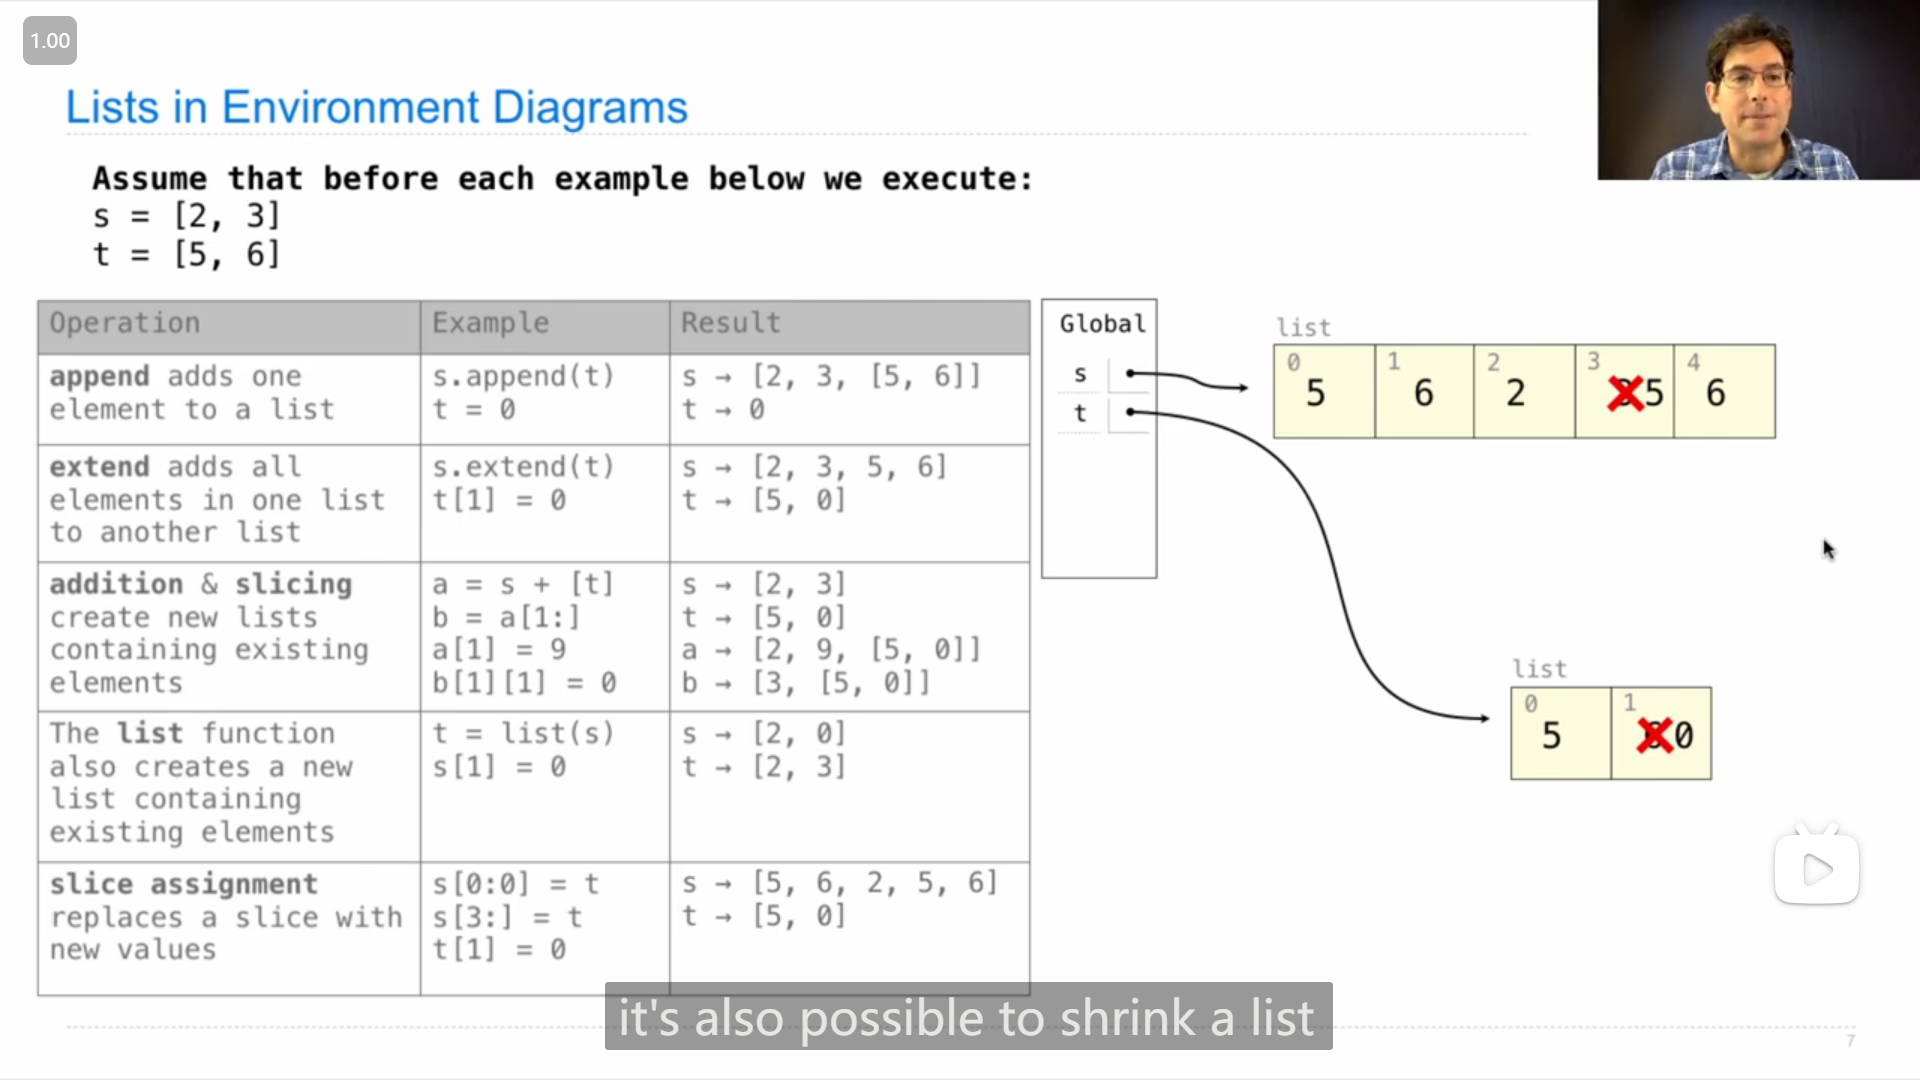 1.00
Lists in Environment Diagrams
Assume that before each example below we execute:
s = [2, 3]
t = [5, 6]
Operation
Example
Result
append adds one
element to a list
s.append(t)
t = 0
s → [2, 3, [5, 6]]
t → 0
extend adds all
elements in one list
to another list
s.extend(t)
t[1] = 0
s → [2, 3, 5, 6]
t → [5, 0]
addition & slicing
create new lists
containing existing
elements
a = s + [t]
b = a[1:]
a[1] = 9
b[1][1] = 0
s → [2, 3]
t → [5, 0]
a → [2, 9, [5, 0]]
b → [3, [5, 0]]
The list function
also creates a new
list containing
existing elements
t = list(s)
s[1] = 0
s → [2, 0]
t → [2, 3]
slice assignment
replaces a slice with
new values
s[0:0] = t
s[3:] = t
t[1] = 0
s → [5, 6, 2, 5, 6]
t → [5, 0]
Global
s
t
list
0 1 2 3 4
5 6 2 5 6
list
0 1
5 0
it's also possible to shrink a list
7